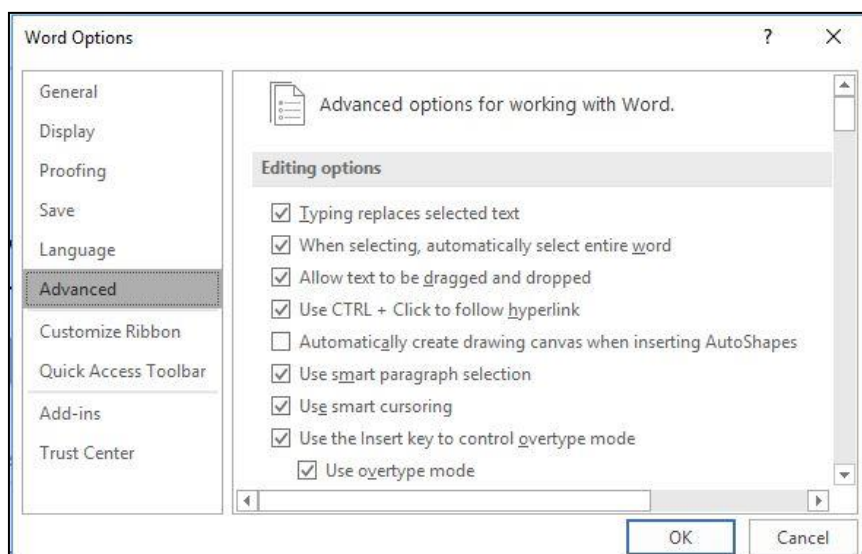 Word Options
?
General
Display
Proofing
Save
Language
Advanced
Customize Ribbon
Quick Access Toolbar
Add-ins
Trust Center
Advanced options for working with Word.
Editing options
Typing replaces selected text
When selecting, automatically select entire word
Allow text to be dragged and dropped
Use CTRL + Click to follow hyperlink
Automatically create drawing canvas when inserting AutoShapes
Use smart paragraph selection
Use smart cursoring
Use the Insert key to control overtype mode
Use overtype mode
OK
Cancel